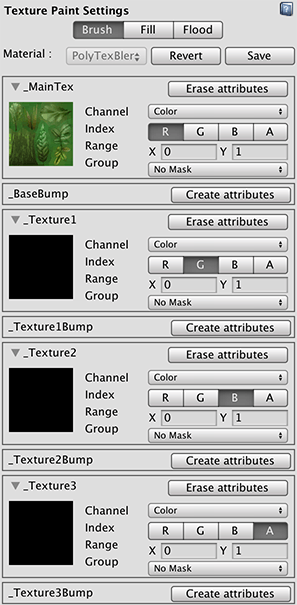 Texture Paint Settings ?
Brush Fill Flood
Material : PolyTexBler Revert Save
_MainTex Erase attributes
Channel Color
Index R G B A
Range X 0 Y 1
Group No Mask
_BaseBump Create attributes
_Texture1 Erase attributes
Channel Color
Index R G B A
Range X 0 Y 1
Group No Mask
_Texture1Bump Create attributes
_Texture2 Erase attributes
Channel Color
Index R G B A
Range X 0 Y 1
Group No Mask
_Texture2Bump Create attributes
_Texture3 Erase attributes
Channel Color
Index R G B A
Range X 0 Y 1
Group No Mask
_Texture3Bump Create attributes